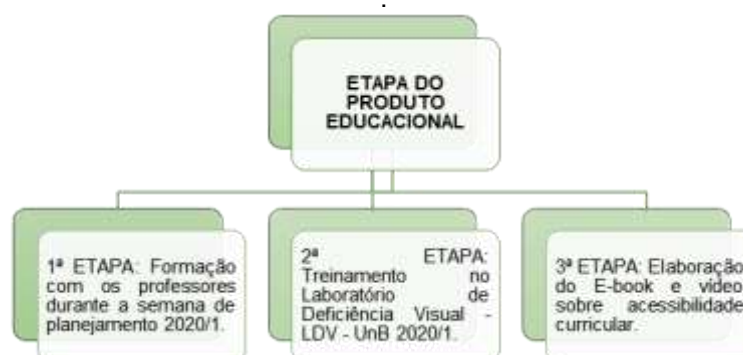 ETAPA DO
PRODUTO
EDUCACIONAL
1ª ETAPA: Formação
com os professores
durante a semana de
planejamento 2020/1.
2ª ETAPA:
Treinamento no
Laboratório de
Deficiência Visual -
LDV - UnB 2020/1.
3ª ETAPA: Elaboração
do E-book e vídeo
sobre acessibilidade
curricular.